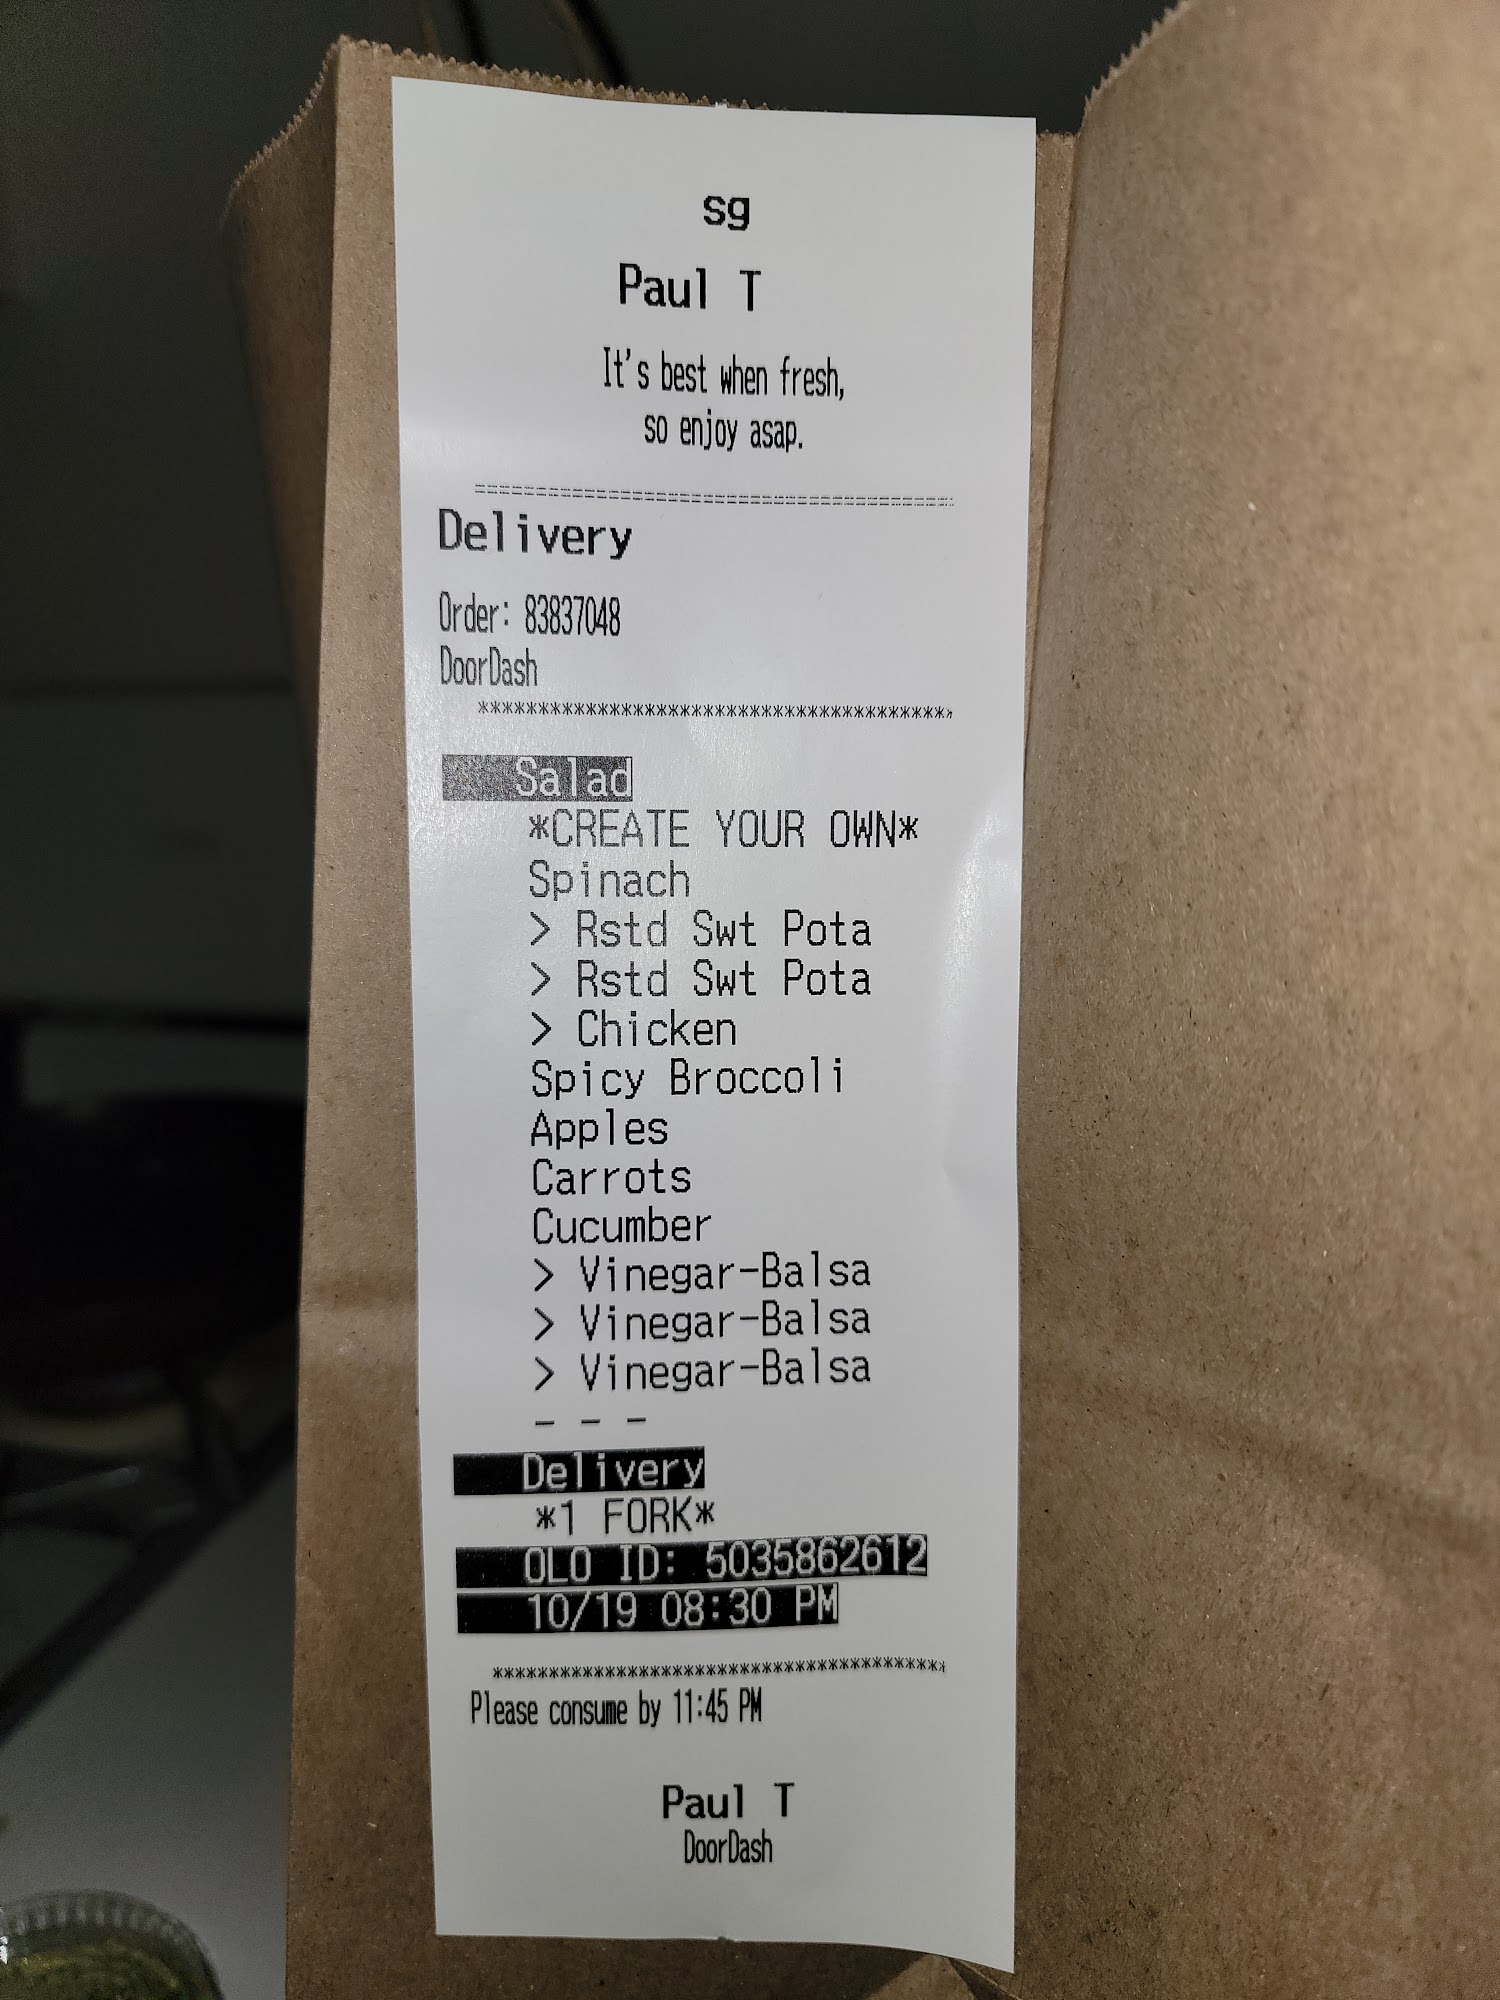 sg
Paul T
It's best when fresh,
so enjoy asap.
Delivery
Order: 83837048
DoorDash
****************************************
Salad
*CREATE YOUR OWN*
Spinach
> Rstd Swt Pota
> Rstd Swt Pota
> Chicken
Spicy Broccoli
Apples
Carrots
Cucumber
> Vinegar-Balsa
> Vinegar-Balsa
> Vinegar-Balsa
- - -
Delivery
*1 FORK*
OLO ID: 5035862612
10/19 08:30 PM
****************************************
Please consume by 11:45 PM
Paul T
DoorDash